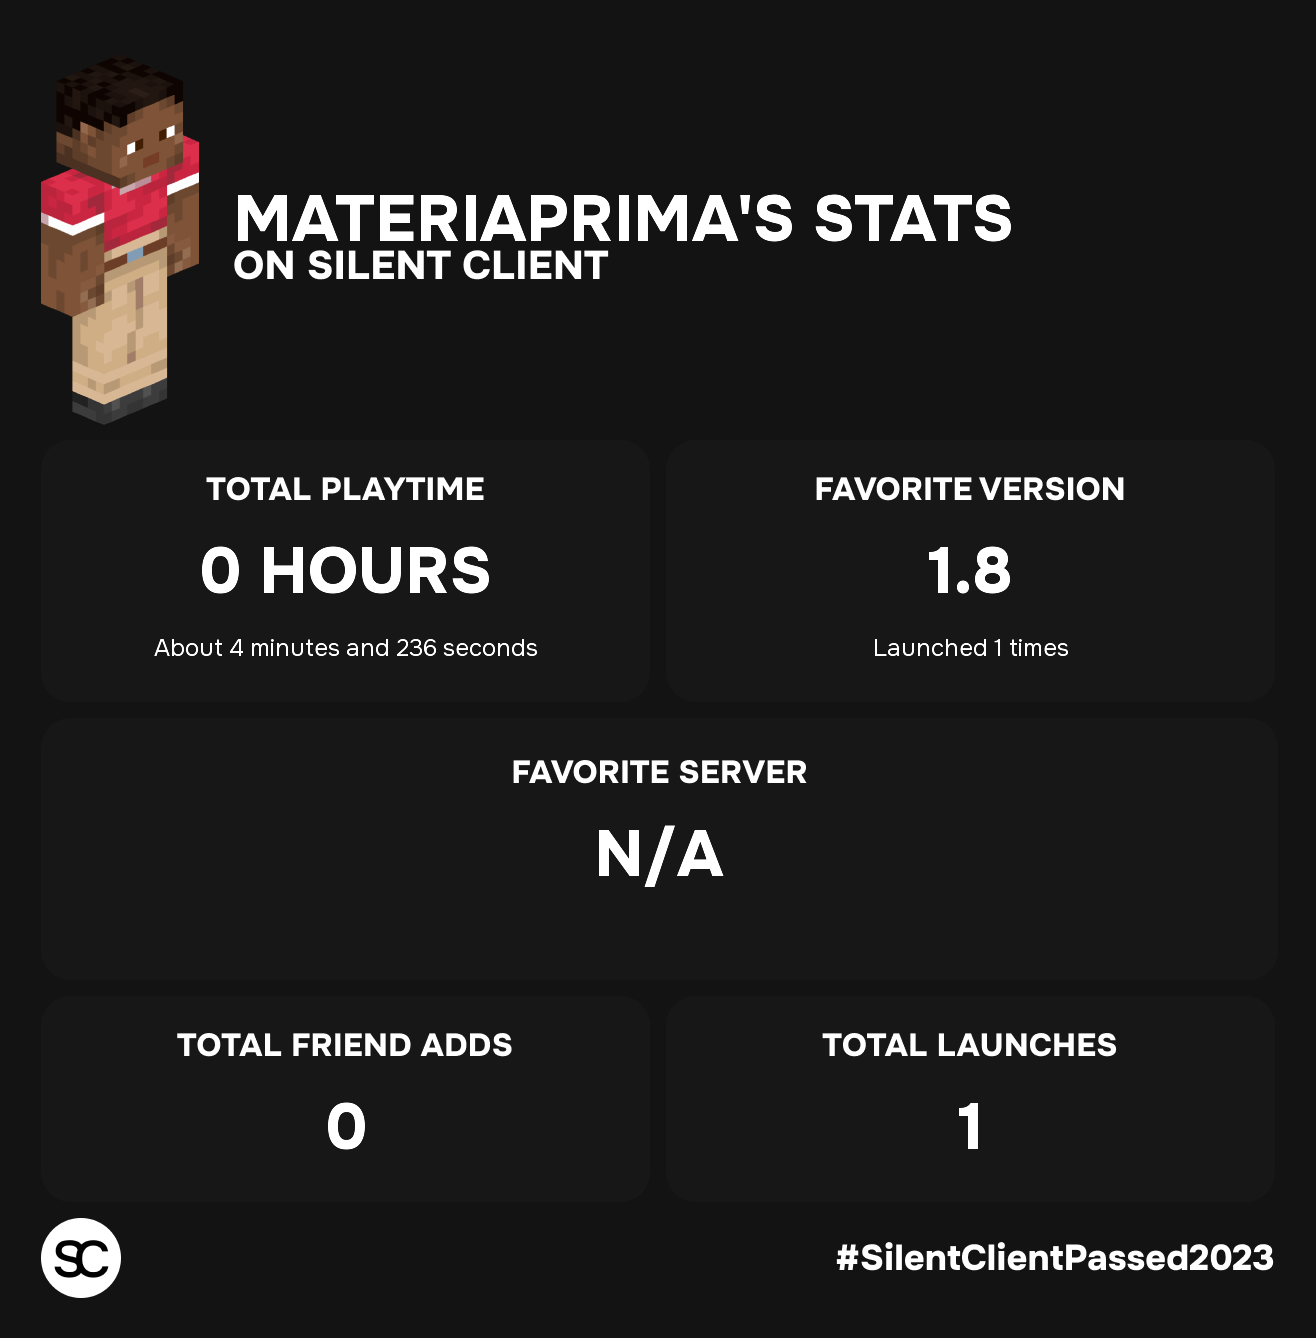 MATERIAPRIMA'S STATS
ON SILENT CLIENT
TOTAL PLAYTIME
0 HOURS
About 4 minutes and 236 seconds
FAVORITE VERSION
1.8
Launched 1 times
FAVORITE SERVER
N/A
TOTAL FRIEND ADDS
0
TOTAL LAUNCHES
1
SC
#SilentClientPassed2023